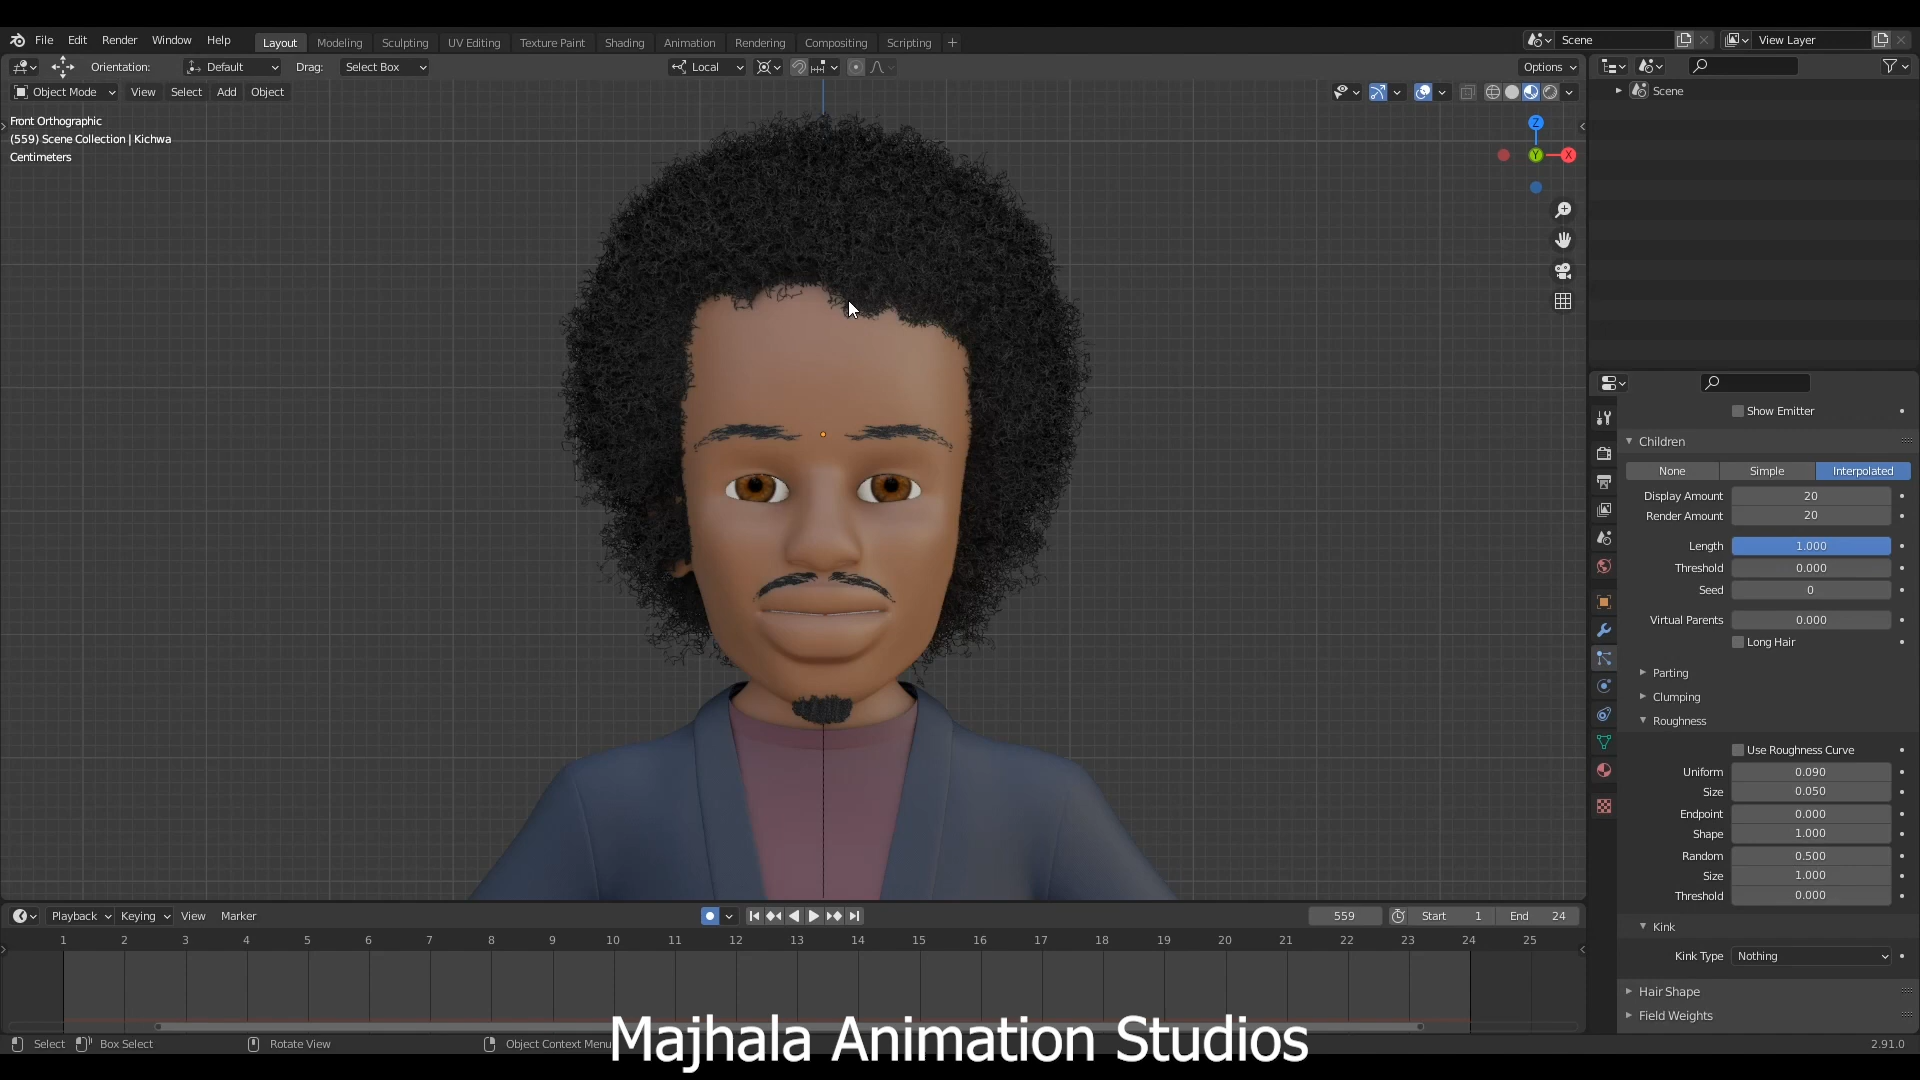 File Edit Render Window Help Layout Modeling Sculpting UV Editing Texture Paint Shading Animation Rendering Compositing Scripting + Scene View Layer
Orientation: Default Drag: Select Box Local Options
Object Mode View Select Add Object
Scene
Front Orthographic
(559) Scene Collection | Kichwa
Centimeters
Z
Y
X
Show Emitter
Children
None Simple Interpolated
Display Amount 20
Render Amount 20
Length 1.000
Threshold 0.000
Seed 0
Virtual Parents 0.000
Long Hair
Parting
Clumping
Roughness
Use Roughness Curve
Uniform 0.090
Size 0.050
Endpoint 0.000
Shape 1.000
Random 0.500
Size 1.000
Threshold 0.000
Kink
Kink Type Nothing
Hair Shape
Field Weights
Playback Keying View Marker 559 Start 1 End 24
1 2 3 4 5 6 7 8 9 10 11 12 13 14 15 16 17 18 19 20 21 22 23 24 25
Select Box Select Rotate View Object Context Menu 2.91.0
Majhala Animation Studios